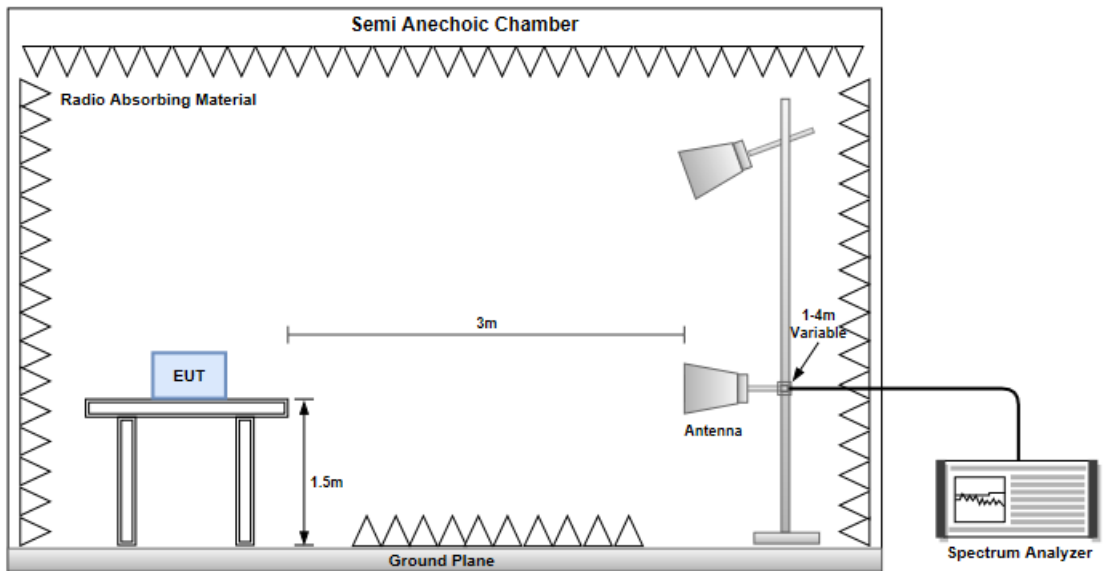 Semi Anechoic Chamber
Radio Absorbing Material
3m
1-4m
Variable
EUT
Antenna
1.5m
Ground Plane
Spectrum Analyzer